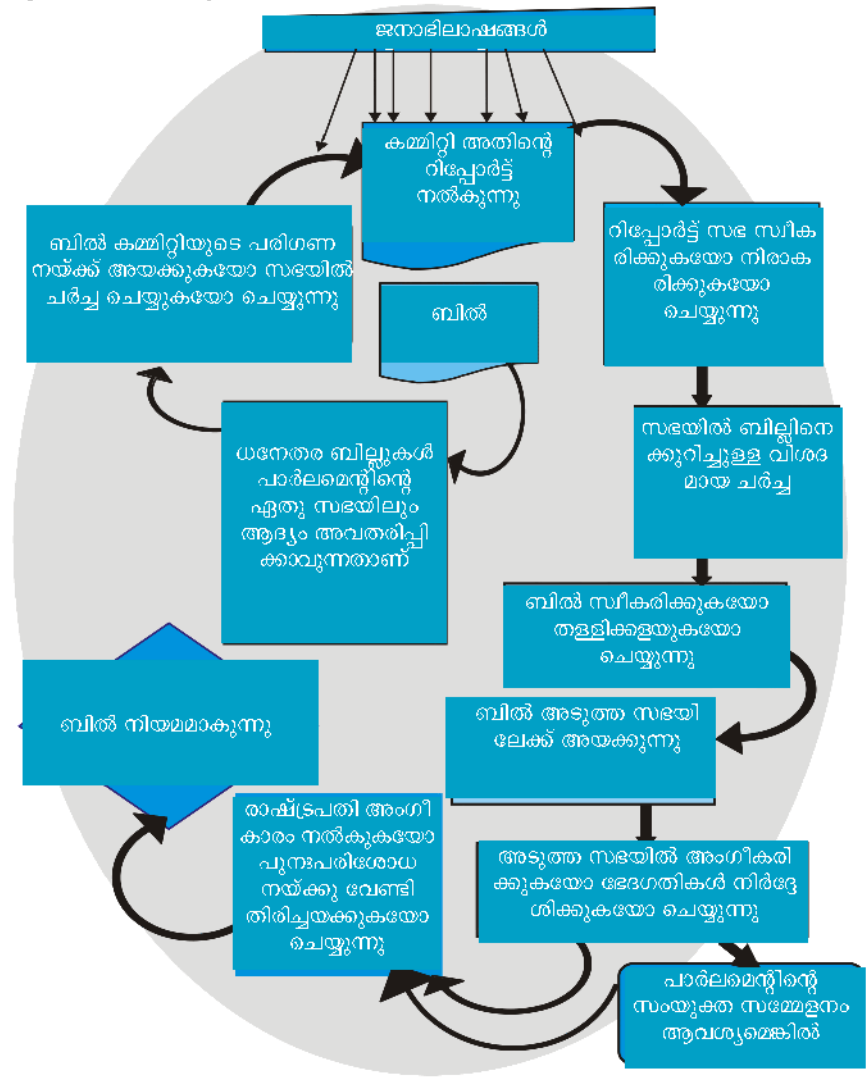 ജനാഭിലാഷങ്ങൾ
കമ്മിറ്റി അതിന്റെ
റിപ്പോർട്ട്
നൽകുന്നു
ബിൽ കമ്മിറ്റിയുടെ പരിഗണ
നയ്ക്ക് അയക്കുകയോ സഭയിൽ
ചർച്ച ചെയ്യുകയോ ചെയ്യുന്നു
റിപ്പോർട്ട് സഭ സ്വീക
രിക്കുകയോ നിരാക
രിക്കുകയോ
ചെയ്യുന്നു
ബിൽ
ധനേതര ബില്ലുകൾ
പാർലമെന്റിന്റെ
ഏതു സഭയിലും
ആദ്യം അവതരിപ്പി
ക്കാവുന്നതാണ്
സഭയിൽ ബില്ലിനെ
ക്കുറിച്ചുള്ള വിശദ
മായ ചർച്ച
ബിൽ സ്വീകരിക്കുകയോ
തള്ളിക്കളയുകയോ
ചെയ്യുന്നു
ബിൽ അടുത്ത സഭയി
ലേക്ക് അയക്കുന്നു
ബിൽ നിയമമാകുന്നു
രാഷ്ട്രപതി അംഗീ
കാരം നൽകുകയോ
പുനഃപരിശോധ
നയ്ക്കു വേണ്ടി
തിരിച്ചയക്കുകയോ
ചെയ്യുന്നു
അടുത്ത സഭയിൽ അംഗീകരി
ക്കുകയോ ഭേദഗതികൾ നിർദ്ദേ
ശിക്കുകയോ ചെയ്യുന്നു
പാർലമെന്റിന്റെ
സംയുക്ത സമ്മേളനം
ആവശ്യമെങ്കിൽ